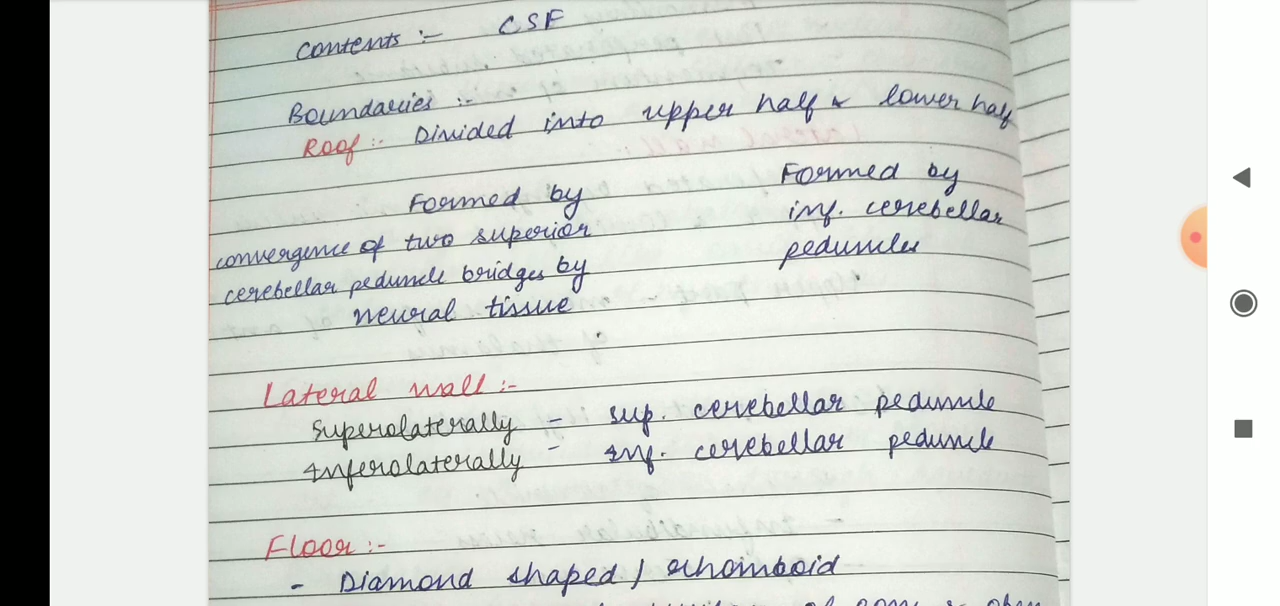 contents :- CSF
Boundaries :-
Roof :- Divided into upper half & lower half
Formed by
convergence of two superior
cerebellar peduncle bridges by
neural tissue
Formed by
inf. cerebellar
peduncles
Lateral wall :-
Superolaterally - sup. cerebellar peduncle
Inferolaterally - Inf. cerebellar peduncle
Floor :-
- Diamond shaped / rhomboid
of pons &